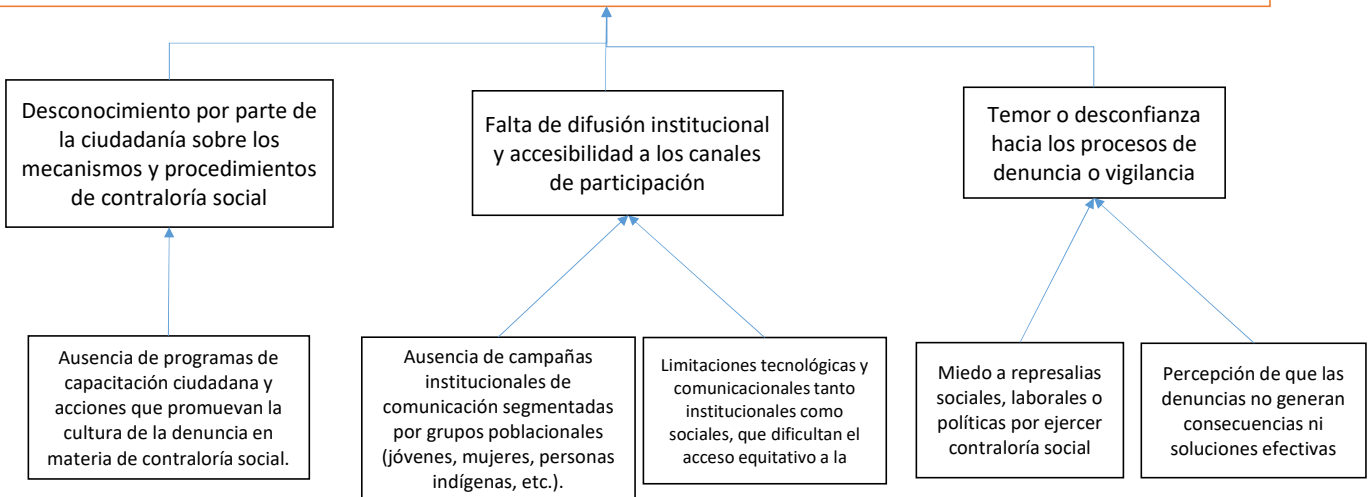 Desconocimiento por parte de
la ciudadanía sobre los
mecanismos y procedimientos
de contraloría social
Falta de difusión institucional
y accesibilidad a los canales
de participación
Temor o desconfianza
hacia los procesos de
denuncia o vigilancia
Ausencia de programas de
capacitación ciudadana y
acciones que promuevan la
cultura de la denuncia en
materia de contraloría social.
Ausencia de campañas
institucionales de
comunicación segmentadas
por grupos poblacionales
(jóvenes, mujeres, personas
indígenas, etc.).
Limitaciones tecnológicas y
comunicacionales tanto
institucionales como
sociales, que dificultan el
acceso equitativo a la
Miedo a represalias
sociales, laborales o
políticas por ejercer
contraloría social
Percepción de que las
denuncias no generan
consecuencias ni
soluciones efectivas